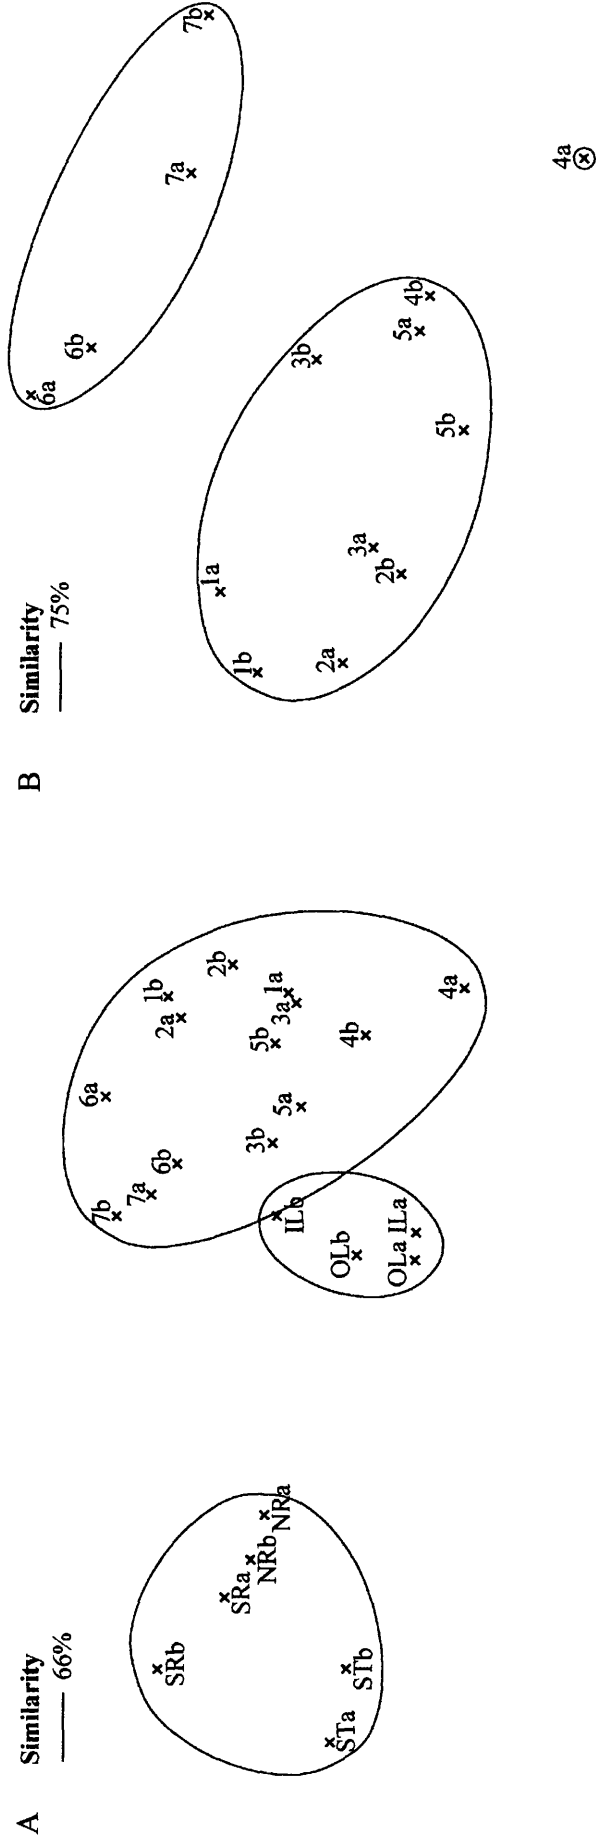 A
Similarity
66%
SRb
SRa
NRb
NRa
STa
STb
7b
7a
6b
6a
1b
2a
2b
1a
3a
5b
3b
5a
4b
4a
ILb
OLb
OLa
ILa
B
Similarity
75%
6a
6b
7a
7b
1a
1b
2a
3a
2b
3b
4b
5a
5b
4a